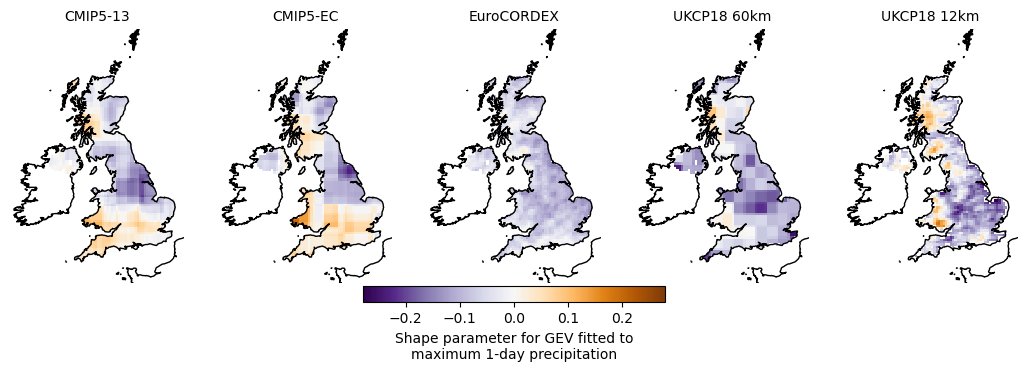 CMIP5-13 CMIP5-EC EuroCORDEX UKCP18 60km UKCP18 12km
−0.2 −0.1 0.0 0.1 0.2
Shape parameter for GEV fitted to
maximum 1-day precipitation